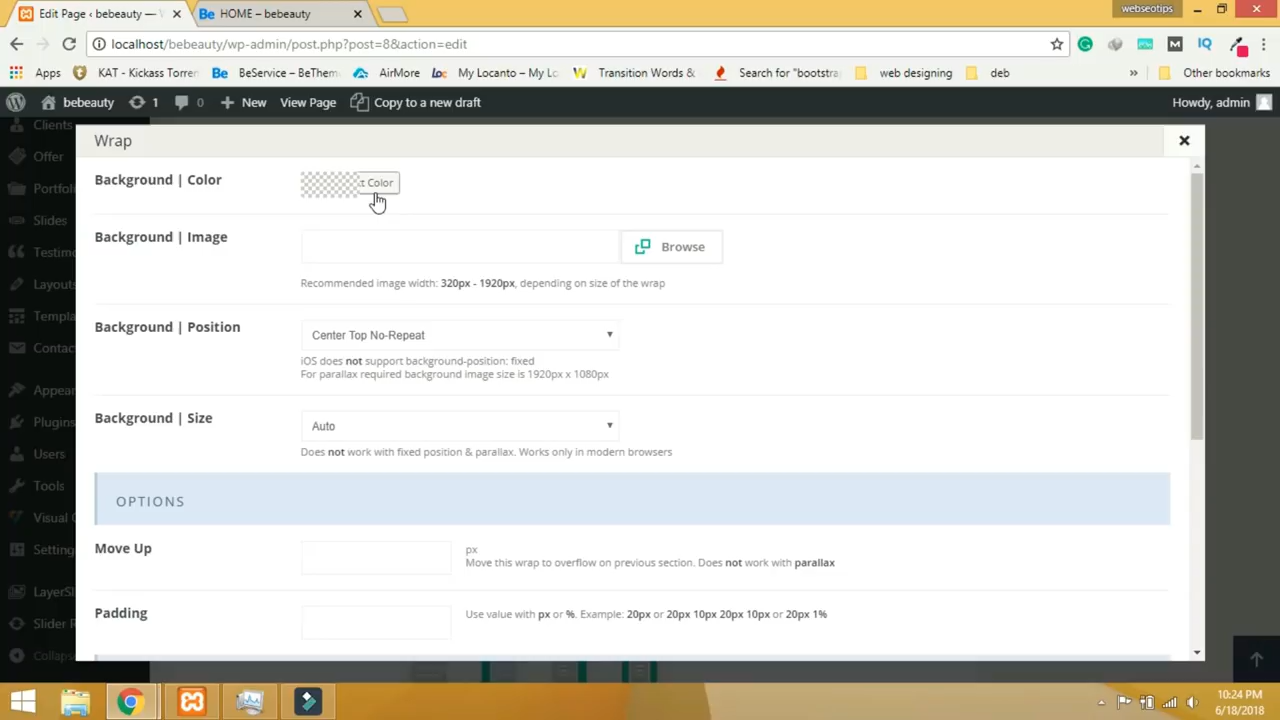 Edit Page ‹ bebeauty — W
HOME – bebeauty
webseotips
localhost/bebeauty/wp-admin/post.php?post=8&action=edit
Apps KAT - Kickass Torren BeService – BeThem AirMore My Locanto – My Lo Transition Words & Search for "bootstra web designing deb » Other bookmarks
bebeauty 1 0 New View Page Copy to a new draft Howdy, admin
Clients
Offer
Portfoli
Slides
Testimo
Layouts
Templa
Contac
Appear
Plugins
Users
Tools
Visual C
Setting
LayerSl
Slider R
Collaps
Wrap
Background | Color
t Color
Background | Image
Browse
Recommended image width: 320px - 1920px, depending on size of the wrap
Background | Position
Center Top No-Repeat
iOS does not support background-position: fixed
For parallax required background image size is 1920px x 1080px
Background | Size
Auto
Does not work with fixed position & parallax. Works only in modern browsers
OPTIONS
Move Up
px
Move this wrap to overflow on previous section. Does not work with parallax
Padding
Use value with px or %. Example: 20px or 20px 10px 20px 10px or 20px 1%
10:24 PM
6/18/2018